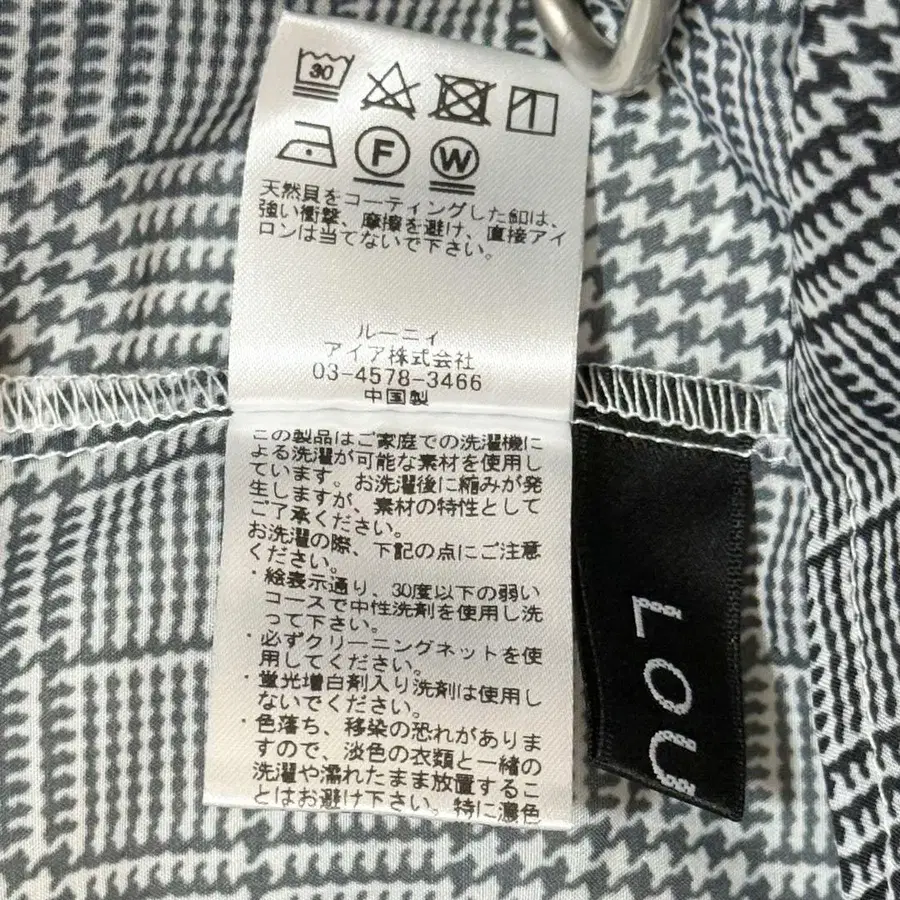 30
F
W
天然貝をコーティングした釦は、
強い衝撃、摩擦を避け、直接アイ
ロンは当てないで下さい。
ルーニィ
アイア株式会社
03-4578-3466
中国製
この製品はご家庭での洗濯機に
よる洗濯が可能な素材を使用し
ています。お洗濯後に縮みが発
生しますが、素材の特性として
ご了承ください。
お洗濯の際、下記の点にご注意
ください。
・絵表示通り、30度以下の弱い
コースで中性洗剤を使用し洗
って下さい。
・必ずクリーニングネットを使
用してください。
・蛍光増白剤入り洗剤は使用し
ないでください。
・色落ち、移染の恐れがありま
すので、淡色の衣類と一緒の
洗濯や濡れたまま放置するこ
とはお避け下さい。特に濃色
LOU